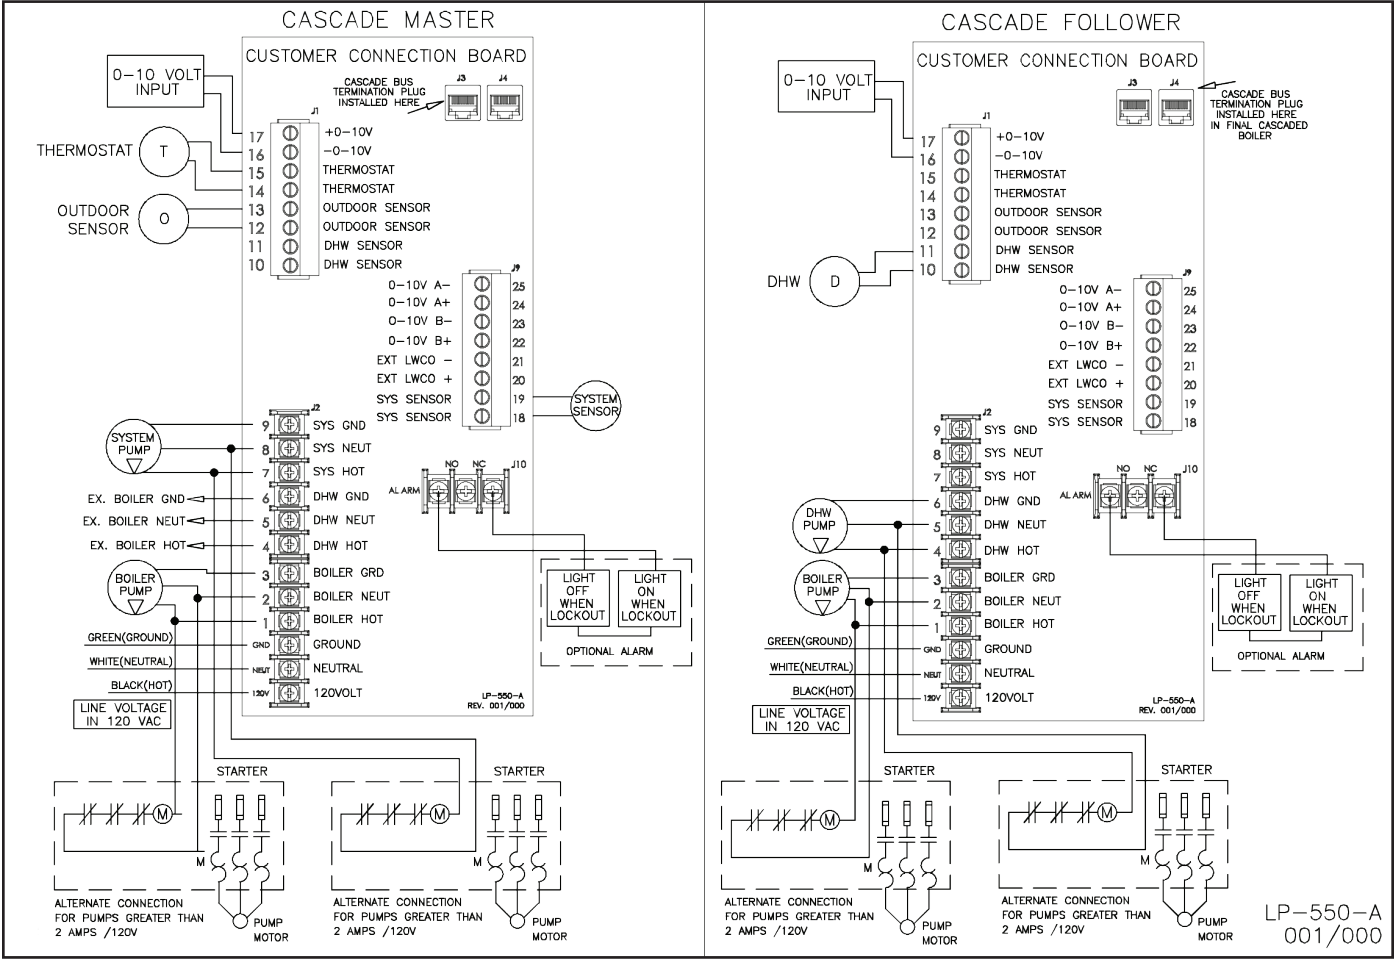 CASCADE MASTER
CUSTOMER CONNECTION BOARD
0-10 VOLT
INPUT
CASCADE BUS
TERMINATION PLUG
INSTALLED HERE
J3
J4
J1
17 +0-10V
16 -0-10V
15 THERMOSTAT
14 THERMOSTAT
13 OUTDOOR SENSOR
12 OUTDOOR SENSOR
11 DHW SENSOR
10 DHW SENSOR
THERMOSTAT
T
OUTDOOR
SENSOR
O
J9
0-10V A- 25
0-10V A+ 24
0-10V B- 23
0-10V B+ 22
EXT LWCO - 21
EXT LWCO + 20
SYS SENSOR 19
SYS SENSOR 18
SYSTEM
SENSOR
J2
9 SYS GND
8 SYS NEUT
7 SYS HOT
6 DHW GND
5 DHW NEUT
4 DHW HOT
3 BOILER GRD
2 BOILER NEUT
1 BOILER HOT
GND GROUND
NEUT NEUTRAL
120V 120VOLT
SYSTEM
PUMP
EX. BOILER GND
EX. BOILER NEUT
EX. BOILER HOT
BOILER
PUMP
GREEN(GROUND)
WHITE(NEUTRAL)
BLACK(HOT)
LINE VOLTAGE
IN 120 VAC
NO
NC
J10
ALARM
LIGHT
OFF
WHEN
LOCKOUT
LIGHT
ON
WHEN
LOCKOUT
OPTIONAL ALARM
LP-550-A
REV. 001/000
STARTER
M
M
ALTERNATE CONNECTION
FOR PUMPS GREATER THAN
2 AMPS /120V
PUMP
MOTOR
STARTER
M
M
ALTERNATE CONNECTION
FOR PUMPS GREATER THAN
2 AMPS /120V
PUMP
MOTOR
CASCADE FOLLOWER
CUSTOMER CONNECTION BOARD
0-10 VOLT
INPUT
J3
J4
CASCADE BUS
TERMINATION PLUG
INSTALLED HERE
IN FINAL CASCADED
BOILER
J1
17 +0-10V
16 -0-10V
15 THERMOSTAT
14 THERMOSTAT
13 OUTDOOR SENSOR
12 OUTDOOR SENSOR
11 DHW SENSOR
10 DHW SENSOR
DHW
D
J9
0-10V A- 25
0-10V A+ 24
0-10V B- 23
0-10V B+ 22
EXT LWCO - 21
EXT LWCO + 20
SYS SENSOR 19
SYS SENSOR 18
J2
9 SYS GND
8 SYS NEUT
7 SYS HOT
6 DHW GND
5 DHW NEUT
4 DHW HOT
3 BOILER GRD
2 BOILER NEUT
1 BOILER HOT
GND GROUND
NEUT NEUTRAL
120V 120VOLT
DHW
PUMP
BOILER
PUMP
GREEN(GROUND)
WHITE(NEUTRAL)
BLACK(HOT)
LINE VOLTAGE
IN 120 VAC
NO
NC
J10
ALARM
LIGHT
OFF
WHEN
LOCKOUT
LIGHT
ON
WHEN
LOCKOUT
OPTIONAL ALARM
LP-550-A
REV. 001/000
STARTER
M
M
ALTERNATE CONNECTION
FOR PUMPS GREATER THAN
2 AMPS /120V
PUMP
MOTOR
STARTER
M
M
ALTERNATE CONNECTION
FOR PUMPS GREATER THAN
2 AMPS /120V
PUMP
MOTOR
LP-550-A
001/000